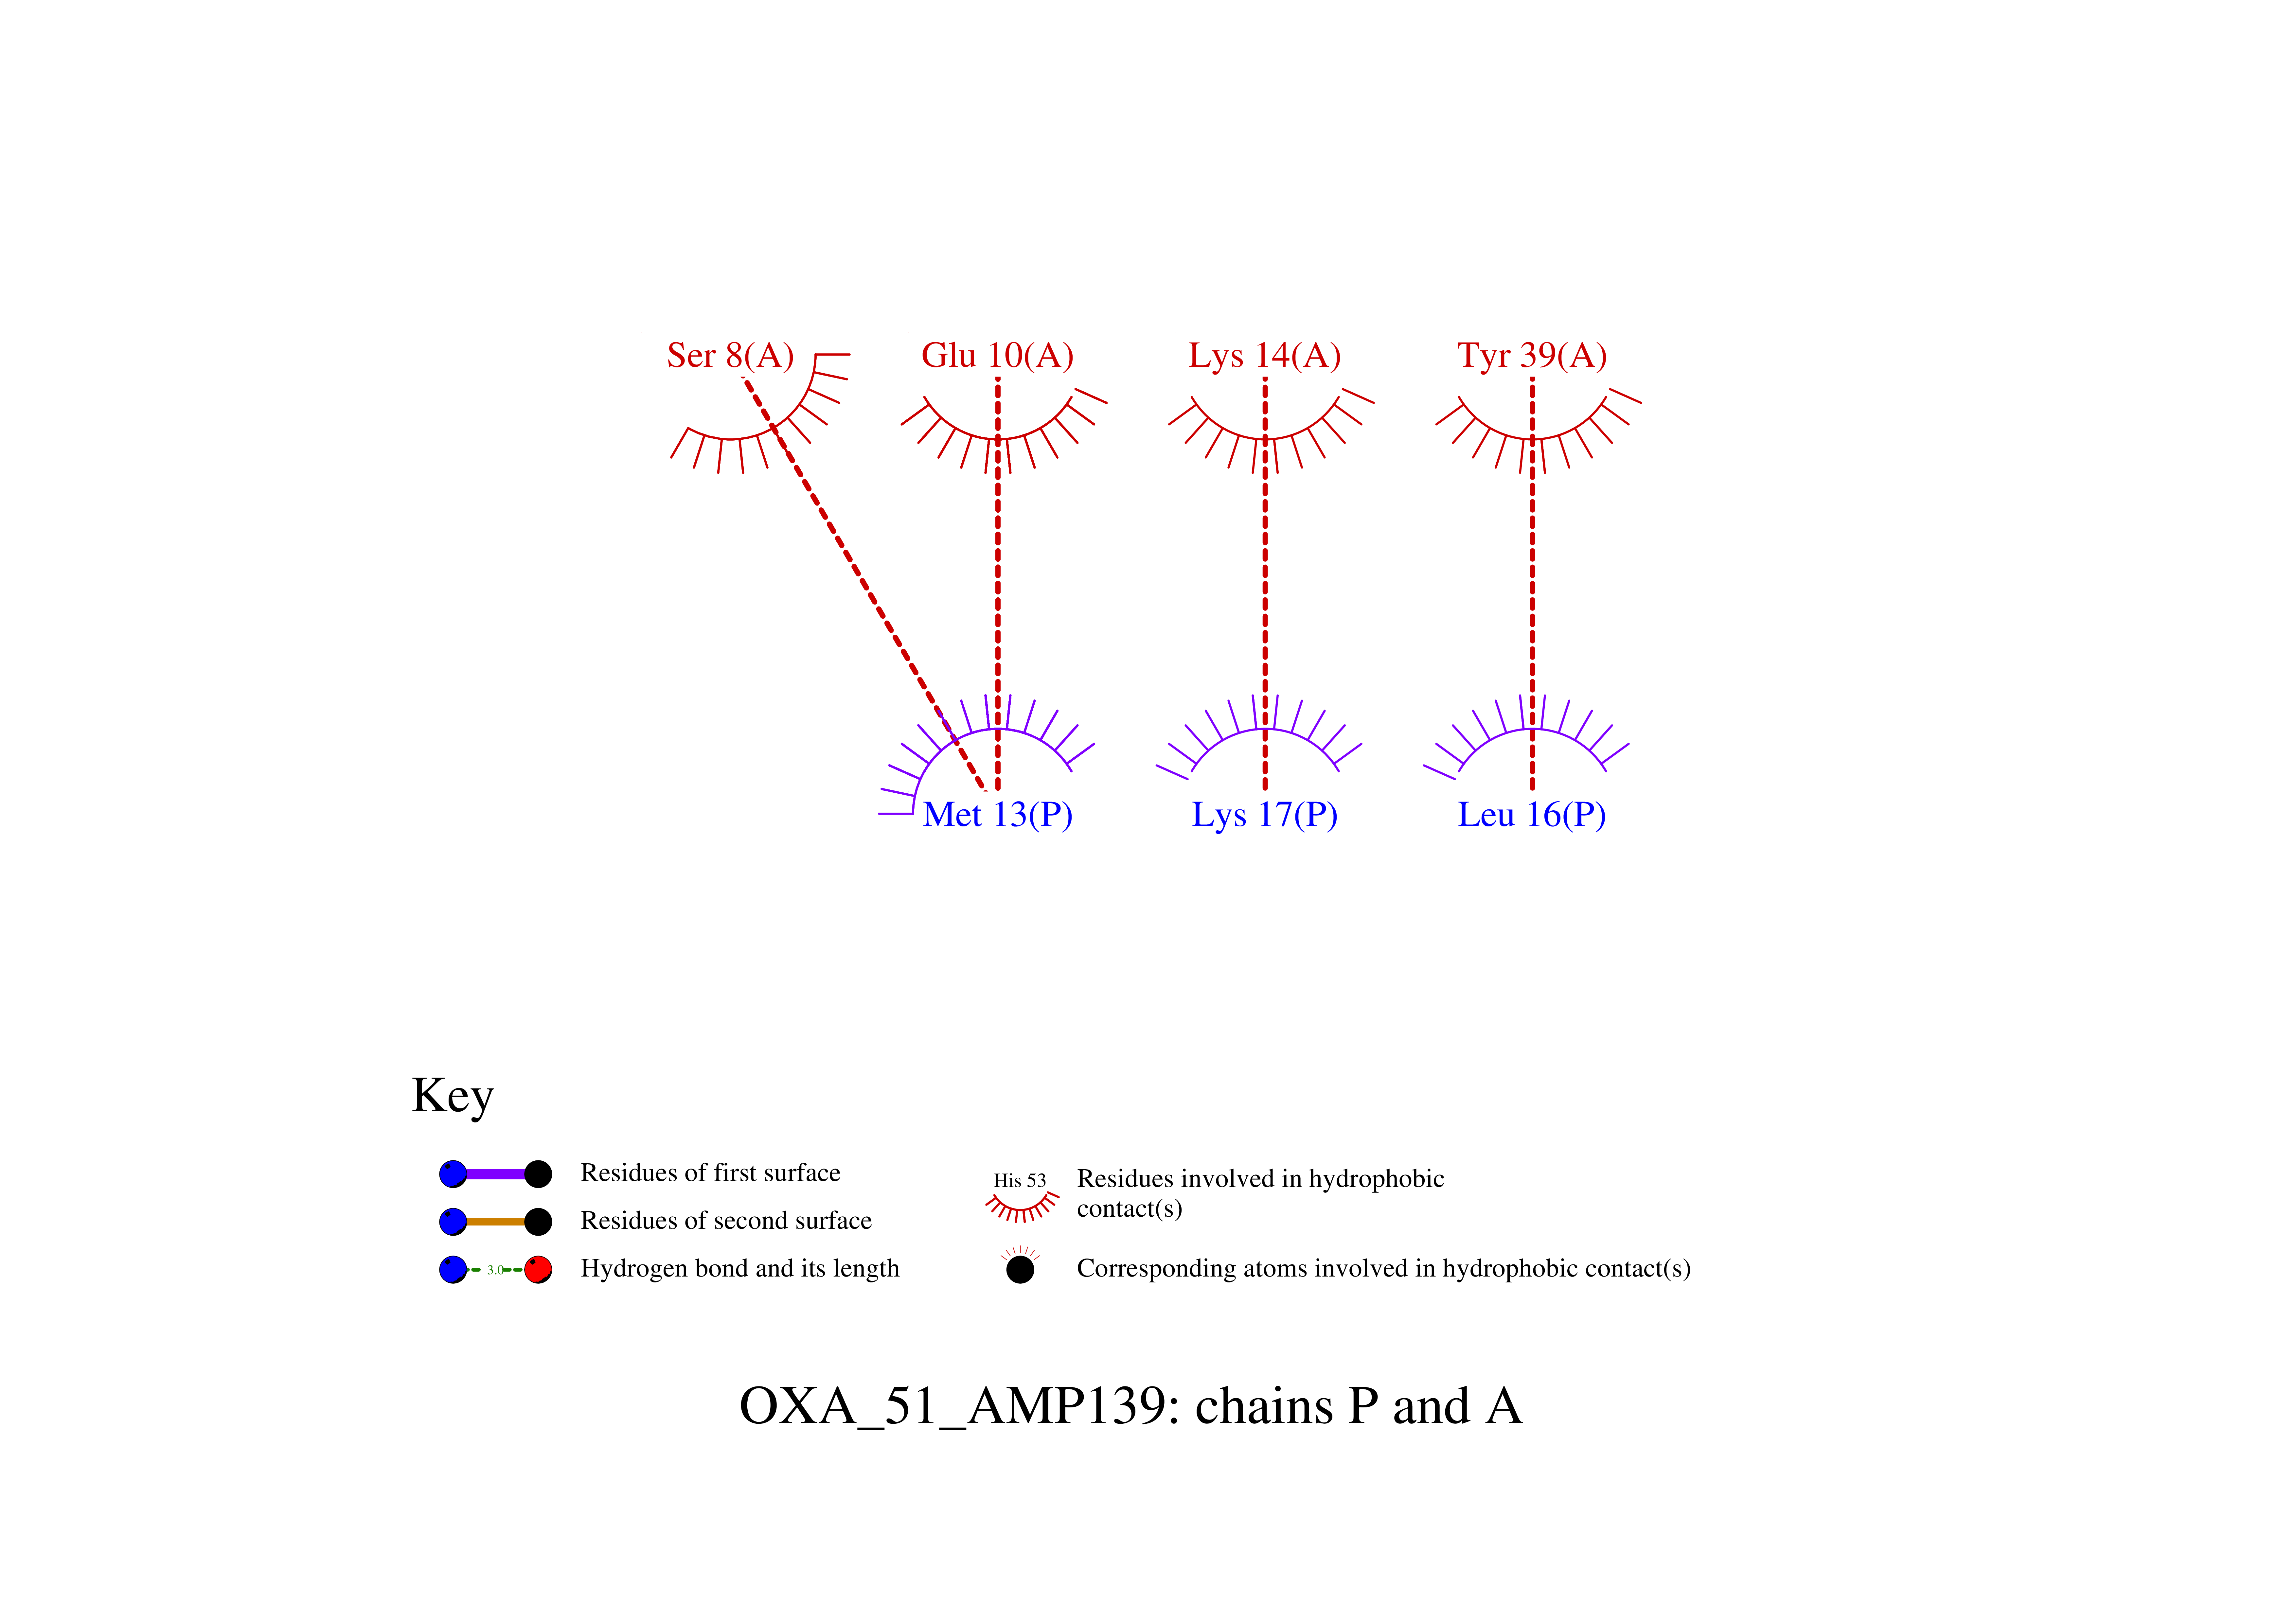 Ser 8(A) Glu 10(A) Lys 14(A) Tyr 39(A)
Met 13(P) Lys 17(P) Leu 16(P)
Key
Residues of first surface
Residues of second surface
3.0 Hydrogen bond and its length
His 53 Residues involved in hydrophobic
contact(s)
Corresponding atoms involved in hydrophobic contact(s)
OXA_51_AMP139: chains P and A